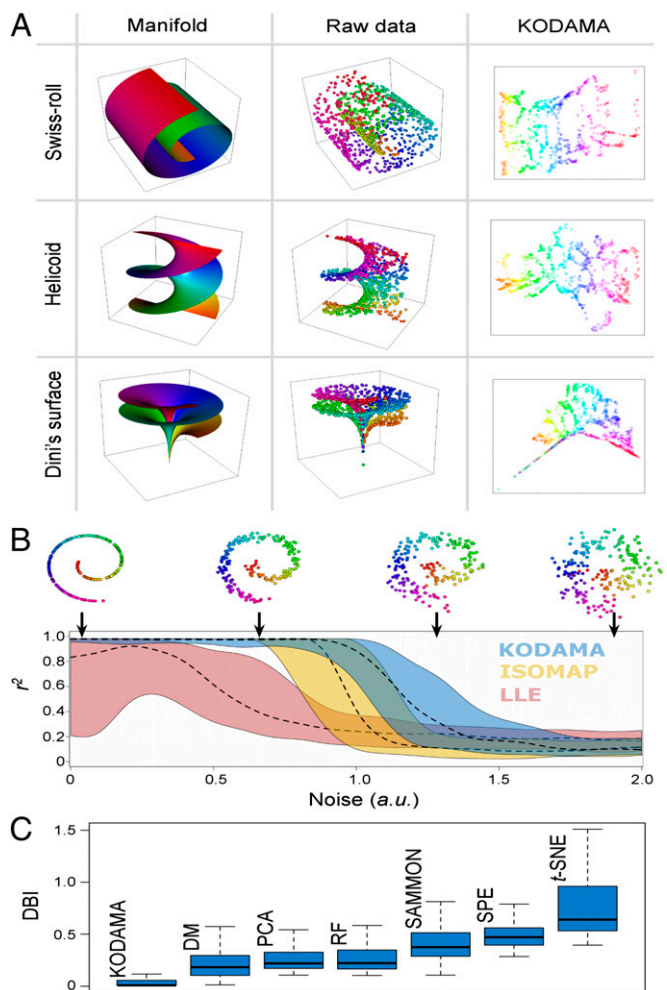 A
Manifold Raw data KODAMA
Swiss-roll
Helicoid
Dini's surface
B
1.0
0.8
0.6
0.4
0.2
0
r²
KODAMA
ISOMAP
LLE
0 0.5 1.0 1.5 2.0
Noise (a.u.)
C
1.5
1.0
0.5
0
DBI
KODAMA
DM
PCA
RF
SAMMON
SPE
t-SNE